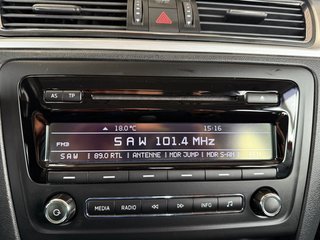 AS TP
18.0°C 15:16
FM3 SAW 101.4 MHz
SAW | 89.0 RTL | ANTENNE | MDR JUMP | MDR S-AN
MEDIA RADIO INFO